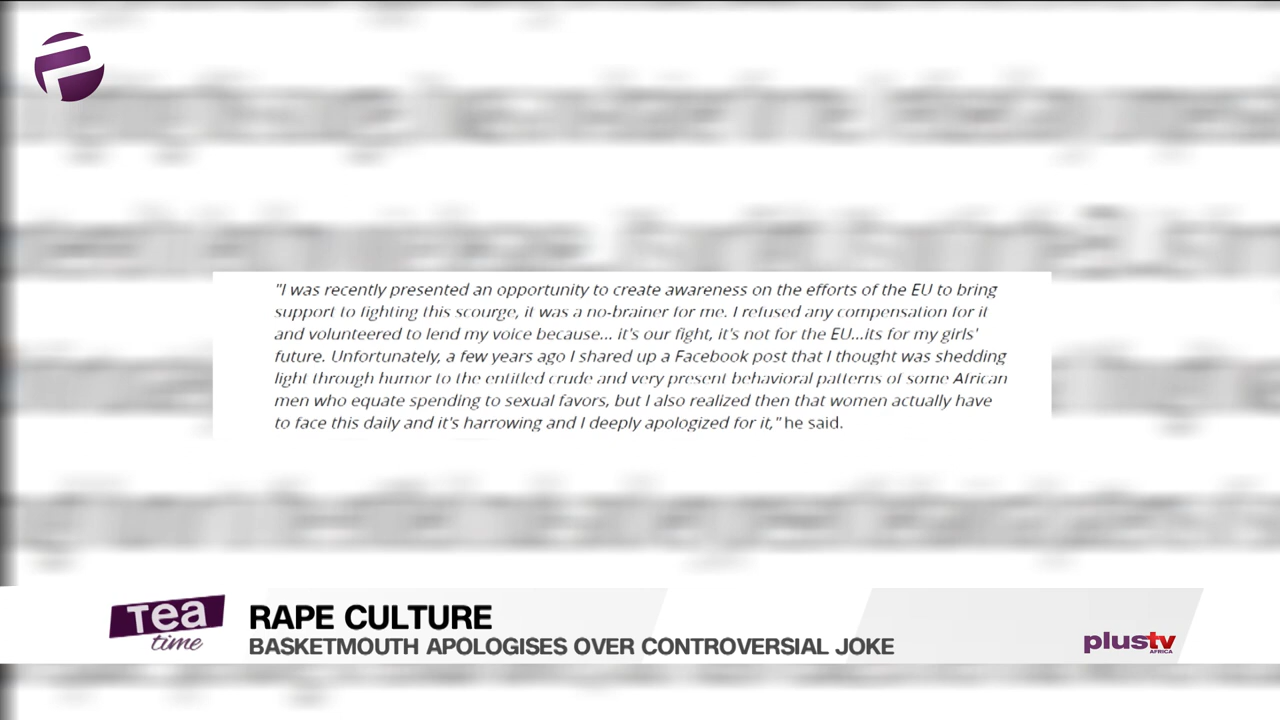 "I was recently presented an opportunity to create awareness on the efforts of the EU to bring
support to fighting this scourge, it was a no-brainer for me. I refused any compensation for it
and volunteered to lend my voice because... it's our fight, it's not for the EU...its for my girls'
future. Unfortunately, a few years ago I shared up a Facebook post that I thought was shedding
light through humor to the entitled crude and very present behavioral patterns of some African
men who equate spending to sexual favors, but I also realized then that women actually have
to face this daily and it's harrowing and I deeply apologized for it," he said.
Tea
time
RAPE CULTURE
BASKETMOUTH APOLOGISES OVER CONTROVERSIAL JOKE
plustv
AFRICA